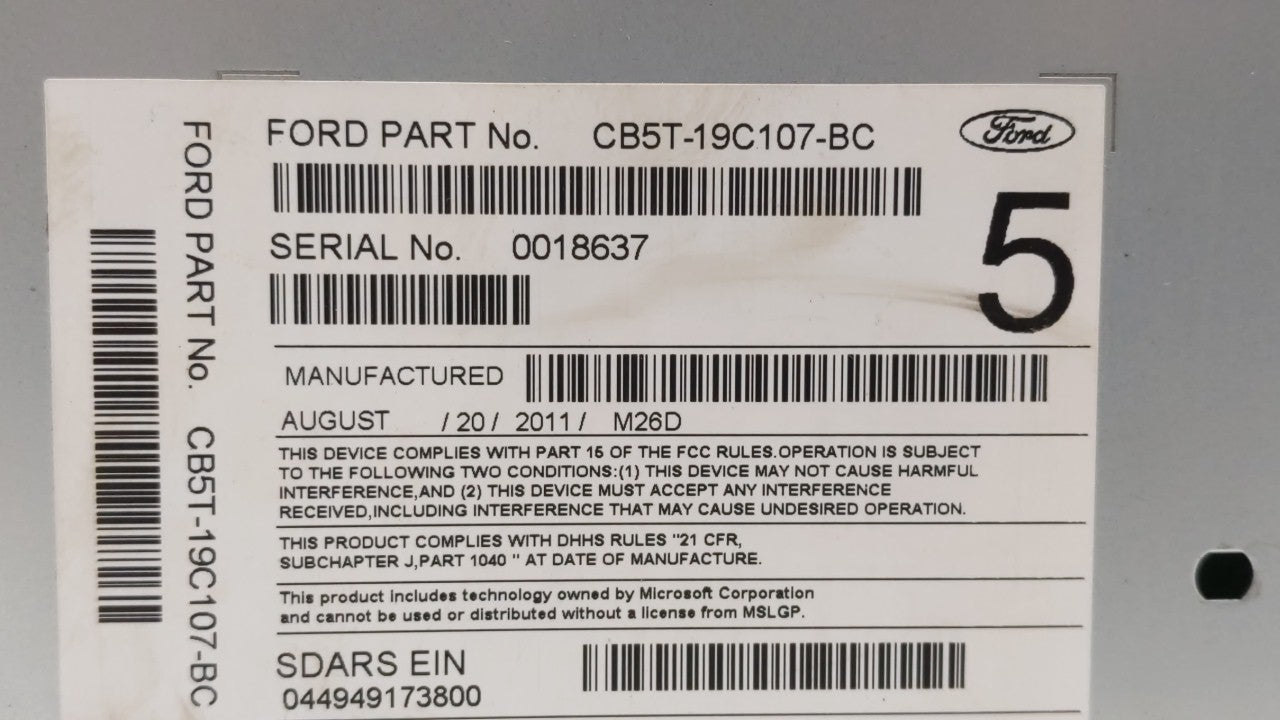 FORD PART No. CB5T-19C107-BC
Ford
5
SERIAL No. 0018637
MANUFACTURED
AUGUST / 20 / 2011 / M26D
THIS DEVICE COMPLIES WITH PART 15 OF THE FCC RULES.OPERATION IS SUBJECT
TO THE FOLLOWING TWO CONDITIONS:(1) THIS DEVICE MAY NOT CAUSE HARMFUL
INTERFERENCE,AND (2) THIS DEVICE MUST ACCEPT ANY INTERFERENCE
RECEIVED,INCLUDING INTERFERENCE THAT MAY CAUSE UNDESIRED OPERATION.
THIS PRODUCT COMPLIES WITH DHHS RULES "21 CFR,
SUBCHAPTER J,PART 1040 " AT DATE OF MANUFACTURE.
This product includes technology owned by Microsoft Corporation
and cannot be used or distributed without a license from MSLGP.
SDARS EIN
044949173800
FORD PART No. CB5T-19C107-BC